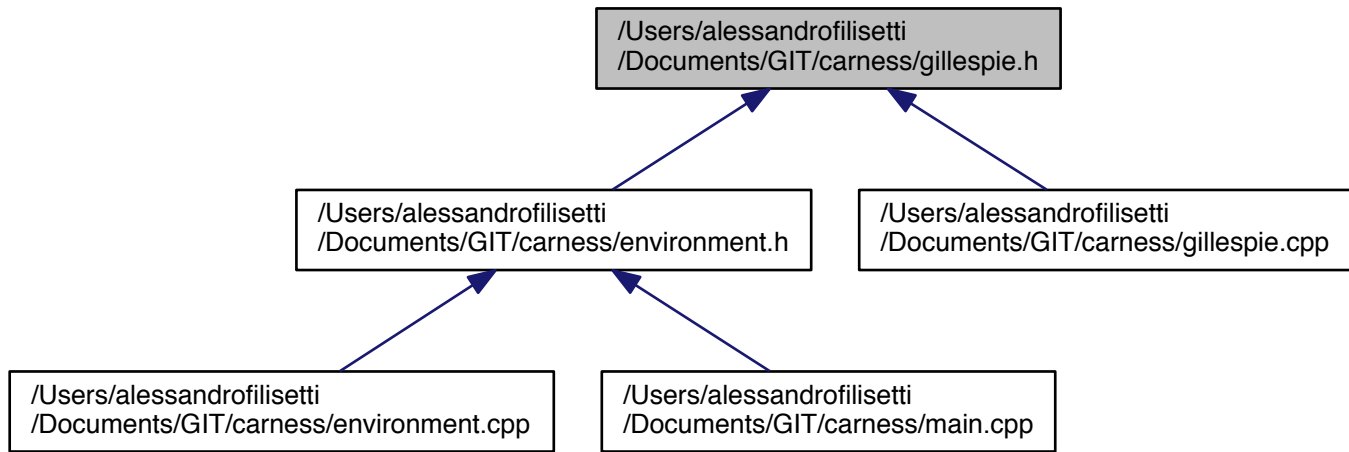 /Users/alessandrofilisetti
/Documents/GIT/carness/gillespie.h
/Users/alessandrofilisetti
/Documents/GIT/carness/environment.h
/Users/alessandrofilisetti
/Documents/GIT/carness/gillespie.cpp
/Users/alessandrofilisetti
/Documents/GIT/carness/environment.cpp
/Users/alessandrofilisetti
/Documents/GIT/carness/main.cpp